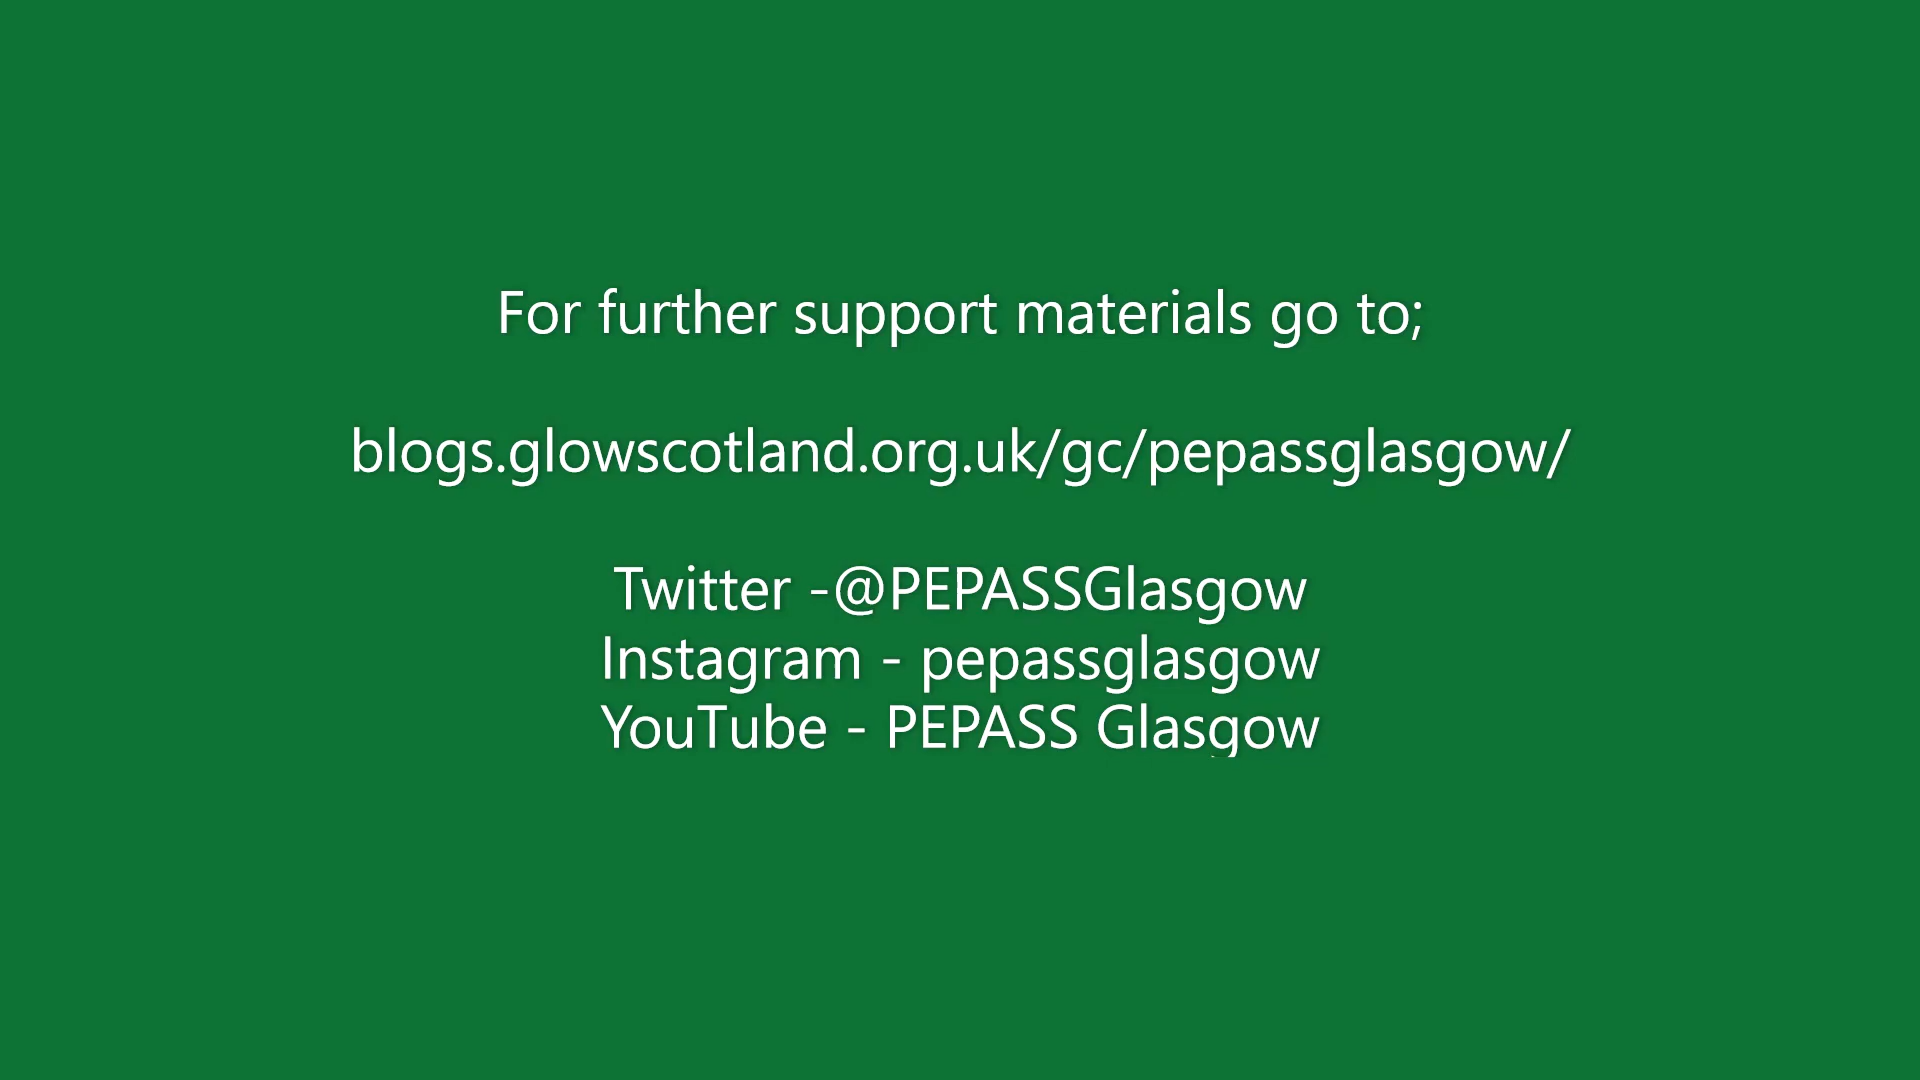 For further support materials go to;
blogs.glowscotland.org.uk/gc/pepassglasgow/
Twitter -@PEPASSGlasgow
Instagram - pepassglasgow
YouTube - PEPASS Glasgow